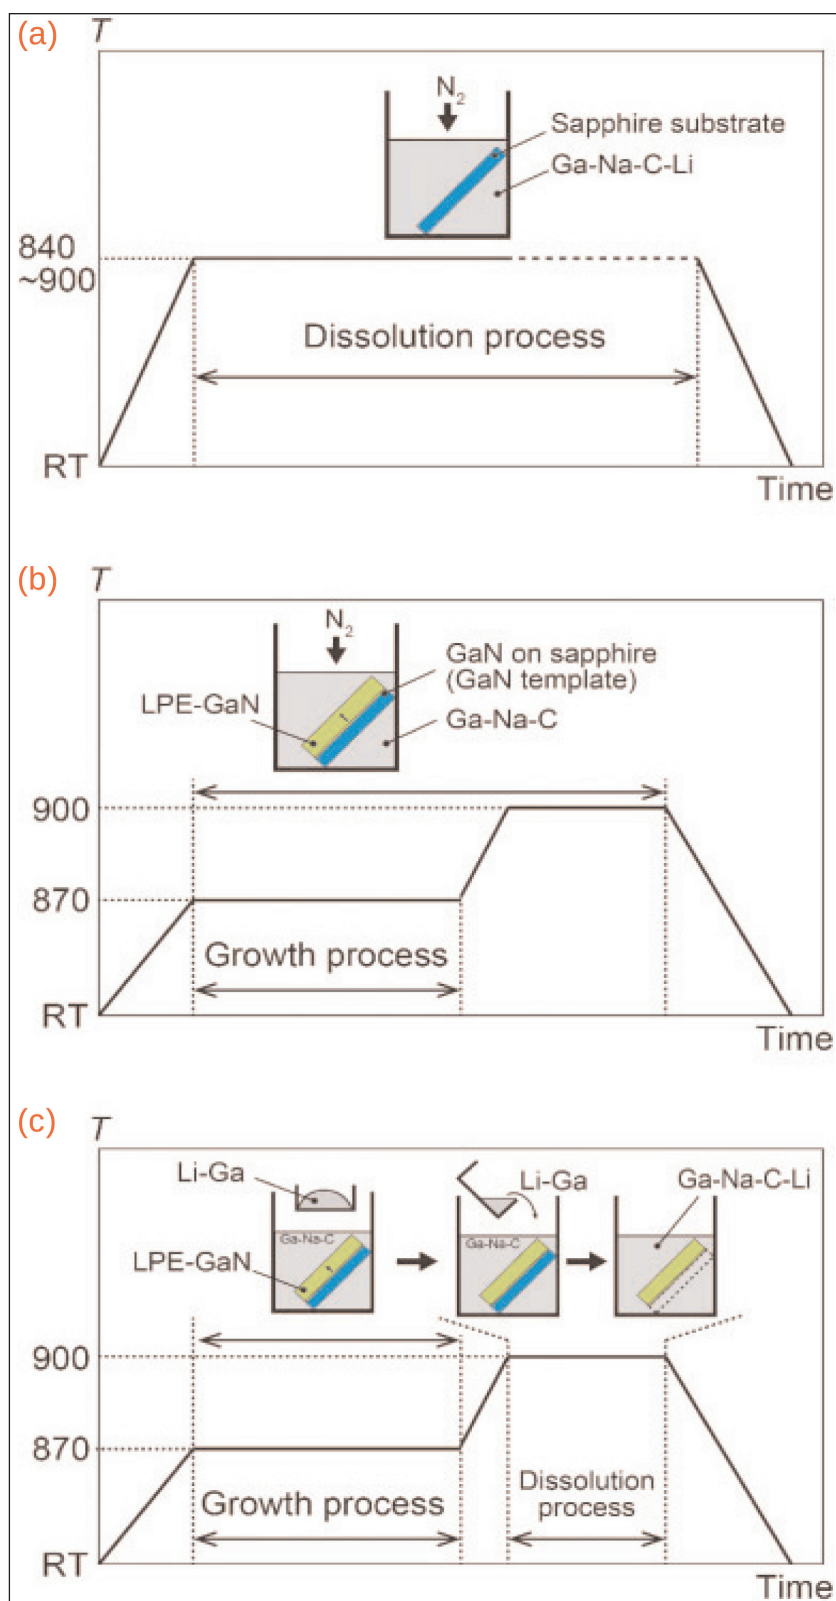 (a)
T
N2
Sapphire substrate
Ga-Na-C-Li
840
~900
Dissolution process
RT
Time
(b)
T
N2
GaN on sapphire
(GaN template)
LPE-GaN
Ga-Na-C
900
870
Growth process
RT
Time
(c)
T
Li-Ga
Li-Ga
Ga-Na-C-Li
Ga-Na-C
Ga-Na-C
LPE-GaN
900
870
Growth process
Dissolution
process
RT
Time